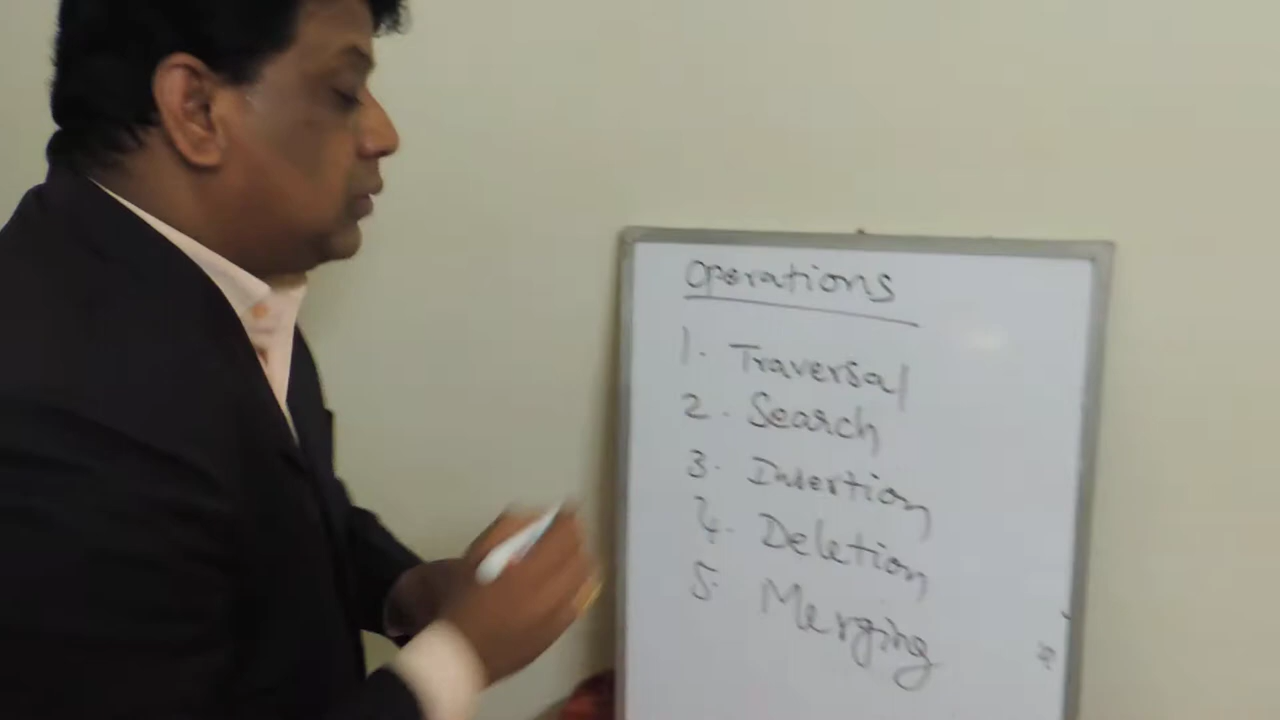 Operations
1. Traversal
2. Search
3. Insertion
4. Deletion
5. Merging